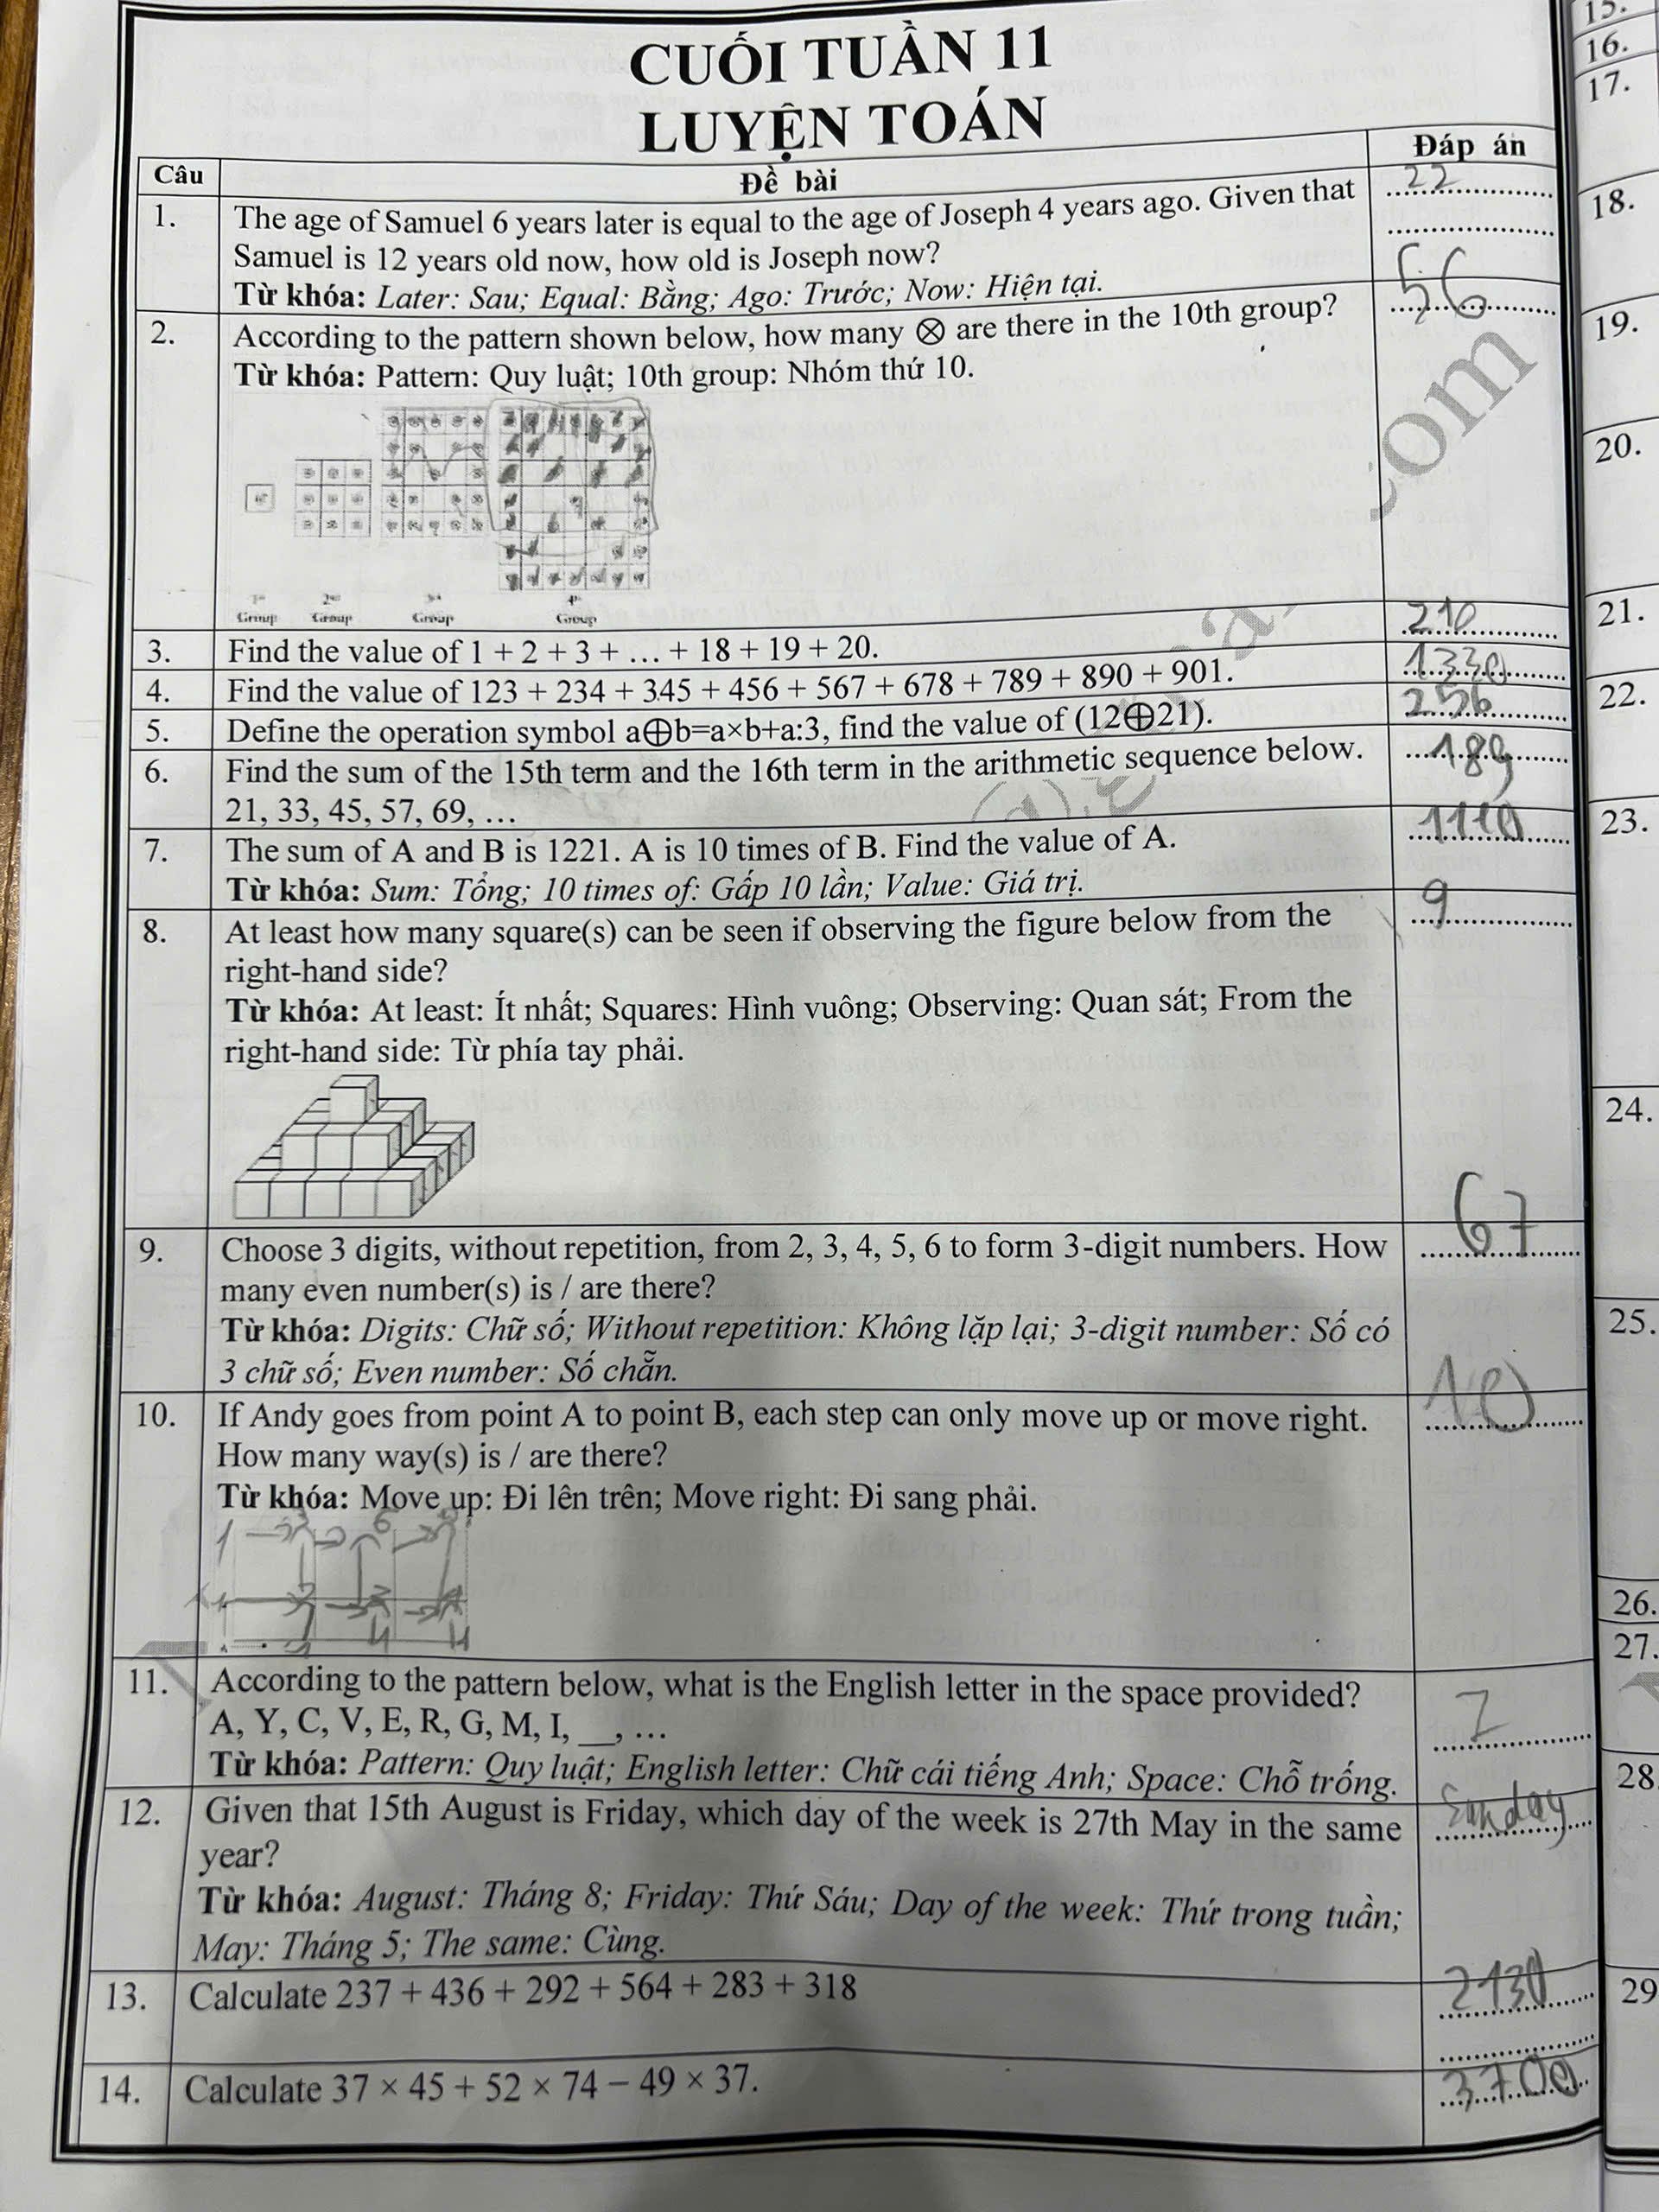 CUỐI TUẦN 11
LUYỆN TOÁN
Câu
Đề bài
Đáp án
1.
The age of Samuel 6 years later is equal to the age of Joseph 4 years ago. Given that
Samuel is 12 years old now, how old is Joseph now?
Từ khóa: Later: Sau; Equal: Bằng; Ago: Trước; Now: Hiện tại.
22
2.
According to the pattern shown below, how many ⊗ are there in the 10th group?
Từ khóa: Pattern: Quy luật; 10th group: Nhóm thứ 10.
56
Group Group Group Group
3.
Find the value of 1 + 2 + 3 + … + 18 + 19 + 20.
210
4.
Find the value of 123 + 234 + 345 + 456 + 567 + 678 + 789 + 890 + 901.
1330
5.
Define the operation symbol a⊕b=a×b+a:3, find the value of (12⊕21).
256
6.
Find the sum of the 15th term and the 16th term in the arithmetic sequence below.
21, 33, 45, 57, 69, …
189
7.
The sum of A and B is 1221. A is 10 times of B. Find the value of A.
Từ khóa: Sum: Tổng; 10 times of: Gấp 10 lần; Value: Giá trị.
1110
8.
At least how many square(s) can be seen if observing the figure below from the
right-hand side?
Từ khóa: At least: Ít nhất; Squares: Hình vuông; Observing: Quan sát; From the
right-hand side: Từ phía tay phải.
9
9.
Choose 3 digits, without repetition, from 2, 3, 4, 5, 6 to form 3-digit numbers. How
many even number(s) is / are there?
Từ khóa: Digits: Chữ số; Without repetition: Không lặp lại; 3-digit number: Số có
3 chữ số; Even number: Số chẵn.
67
10.
If Andy goes from point A to point B, each step can only move up or move right.
How many way(s) is / are there?
Từ khóa: Move up: Đi lên trên; Move right: Đi sang phải.
10
11.
According to the pattern below, what is the English letter in the space provided?
A, Y, C, V, E, R, G, M, I, __, …
Từ khóa: Pattern: Quy luật; English letter: Chữ cái tiếng Anh; Space: Chỗ trống.
Z
12.
Given that 15th August is Friday, which day of the week is 27th May in the same
year?
Từ khóa: August: Tháng 8; Friday: Thứ Sáu; Day of the week: Thứ trong tuần;
May: Tháng 5; The same: Cùng.
Sunday
13.
Calculate 237 + 436 + 292 + 564 + 283 + 318
2130
14.
Calculate 37 × 45 + 52 × 74 – 49 × 37.
3700
15.
16.
17.
18.
19.
20.
21.
22.
23.
24.
25.
26.
27.
28.
29